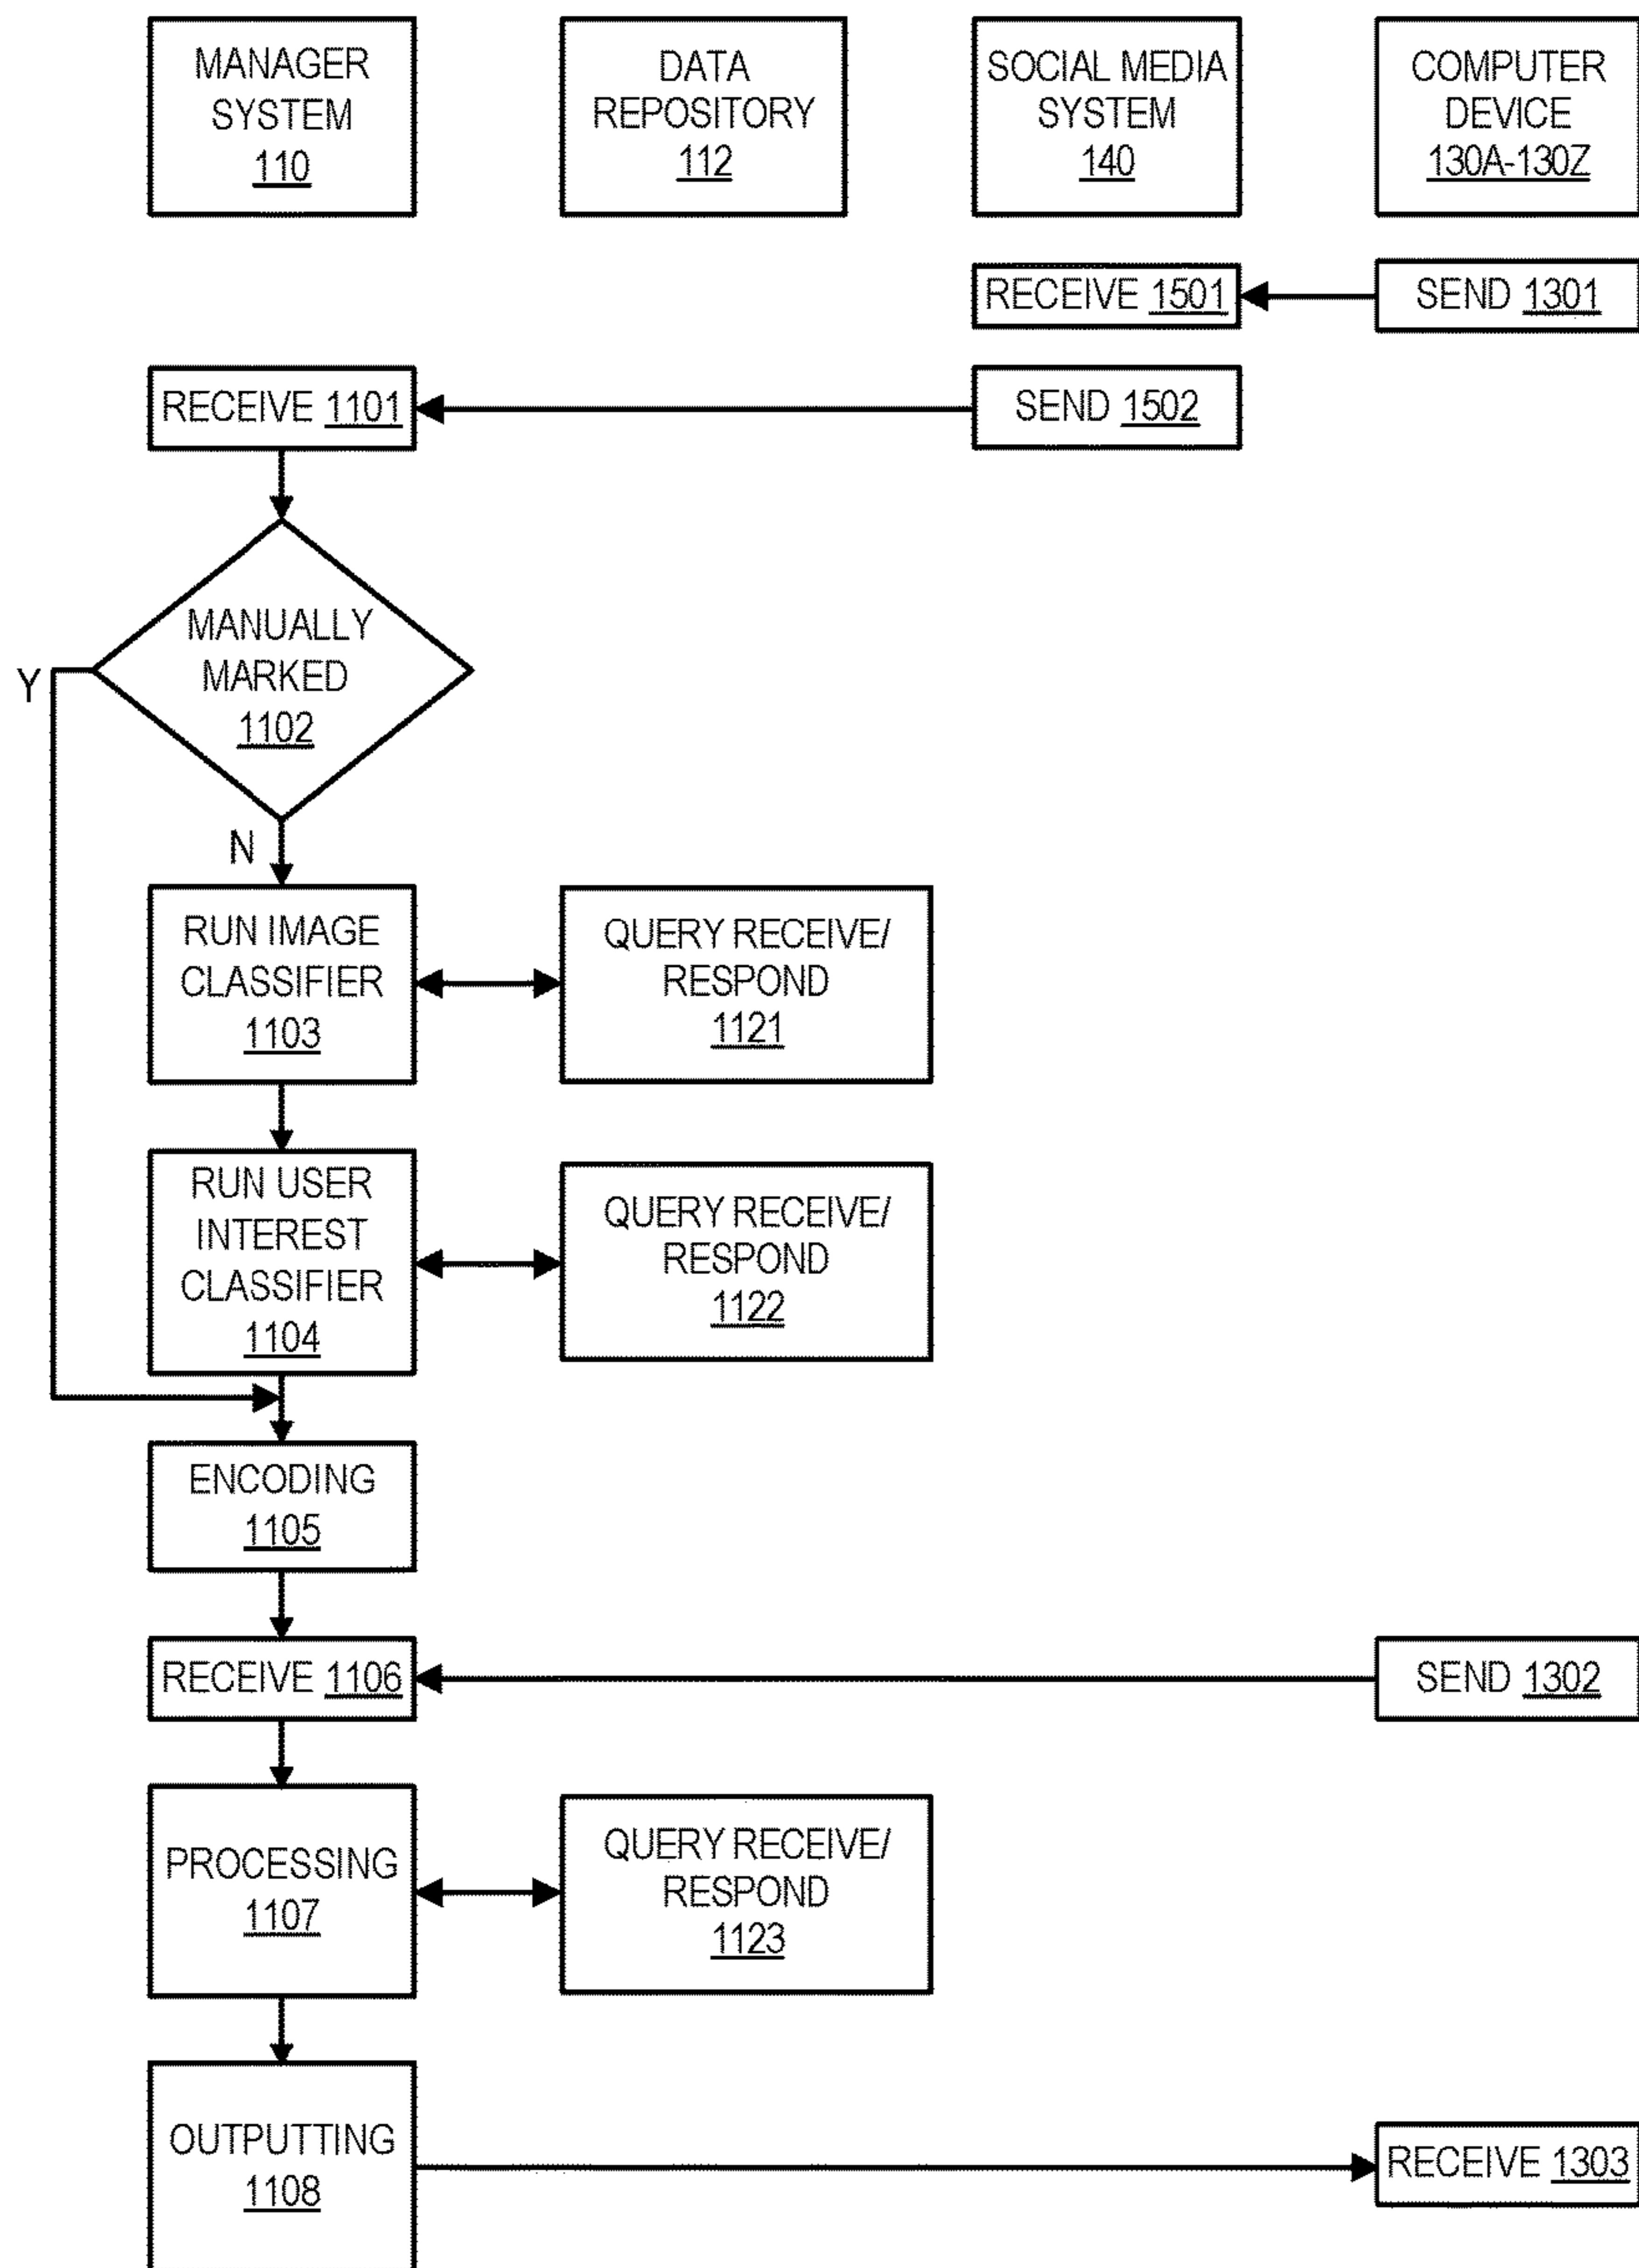 MANAGER
SYSTEM
110
DATA
REPOSITORY
112
SOCIAL MEDIA
SYSTEM
140
COMPUTER
DEVICE
130A-130Z
RECEIVE 1501
SEND 1301
RECEIVE 1101
SEND 1502
MANUALLY
MARKED
1102
Y
N
RUN IMAGE
CLASSIFIER
1103
QUERY RECEIVE/
RESPOND
1121
RUN USER
INTEREST
CLASSIFIER
1104
QUERY RECEIVE/
RESPOND
1122
ENCODING
1105
RECEIVE 1106
SEND 1302
PROCESSING
1107
QUERY RECEIVE/
RESPOND
1123
OUTPUTTING
1108
RECEIVE 1303